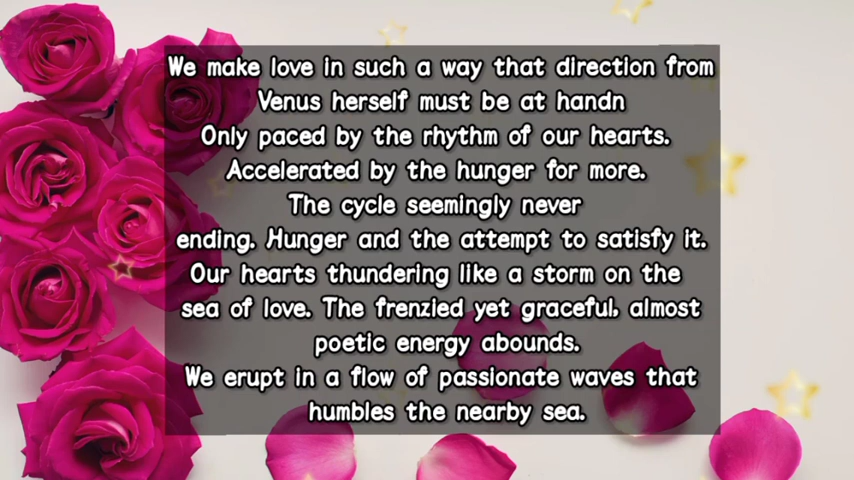 We make love in such a way that direction from
Venus herself must be at handn
Only paced by the rhythm of our hearts.
Accelerated by the hunger for more.
The cycle seemingly never
ending. Hunger and the attempt to satisfy it.
Our hearts thundering like a storm on the
sea of love. The frenzied yet graceful, almost
poetic energy abounds.
We erupt in a flow of passionate waves that
humbles the nearby sea.